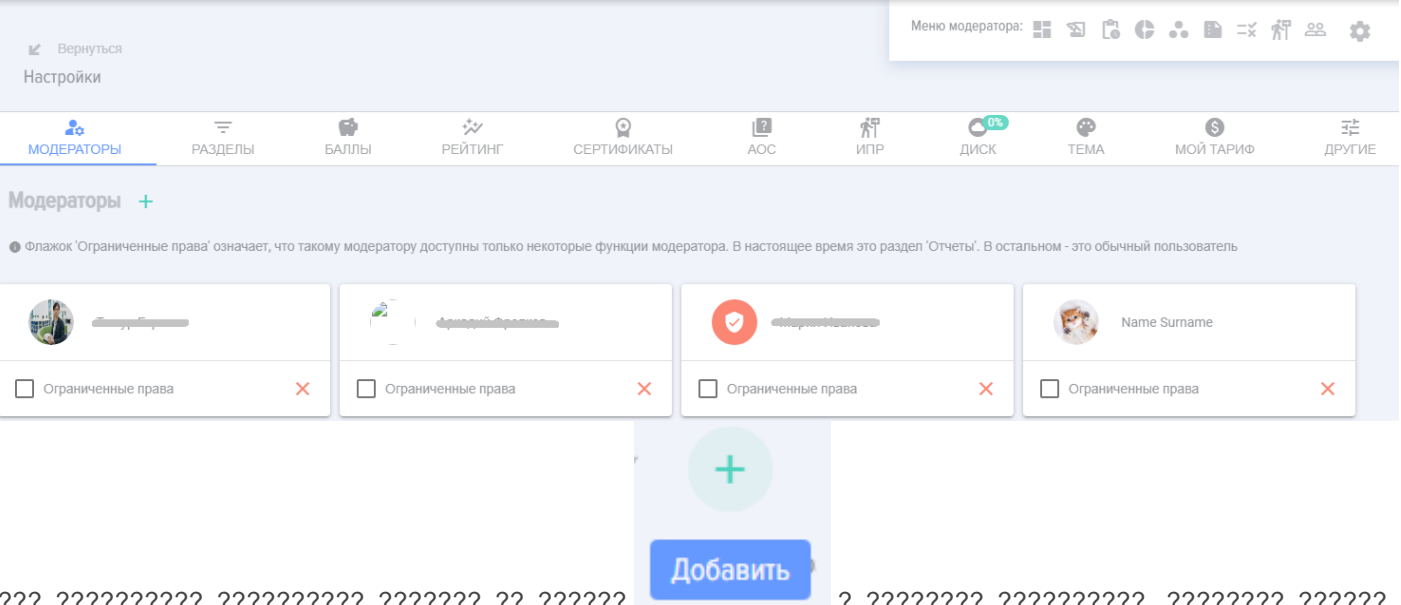 Меню модератора:
Вернуться
Настройки
МОДЕРАТОРЫ РАЗДЕЛЫ БАЛЛЫ РЕЙТИНГ СЕРТИФИКАТЫ АОС ИПР 0% ДИСК ТЕМА МОЙ ТАРИФ ДРУГИЕ
Модераторы +
Флажок 'Ограниченные права' означает, что такому модератору доступны только некоторые функции модератора. В настоящее время это раздел 'Отчеты'. В остальном - это обычный пользователь
Name Surname
Ограниченные права Ограниченные права Ограниченные права Ограниченные права
Добавить
??? ?????????? ?????????? ??????? ?? ?????? ? ???????? ??????????, ???????? ??????